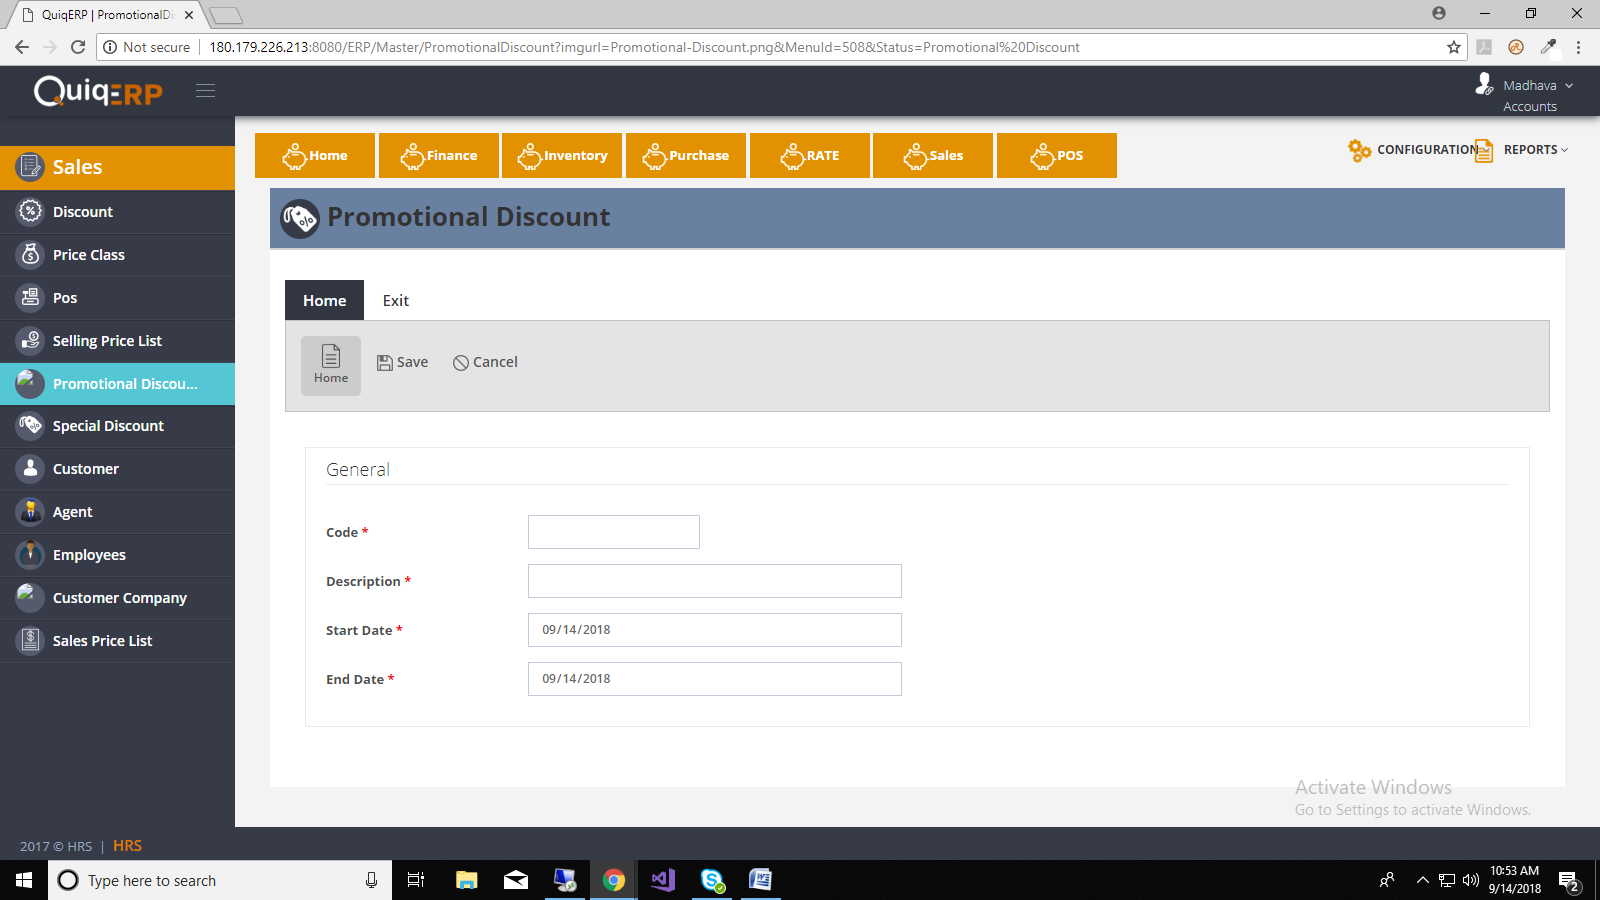 QuiqERP | PromotionalDi
Not secure | 180.179.226.213:8080/ERP/Master/PromotionalDiscount?imgurl=Promotional-Discount.png&MenuId=508&Status=Promotional%20Discount
QuiqERP
Madhava
Accounts
Sales
Discount
Price Class
Pos
Selling Price List
Promotional Discou...
Special Discount
Customer
Agent
Employees
Customer Company
Sales Price List
Home Finance Inventory Purchase RATE Sales POS
CONFIGURATION REPORTS
Promotional Discount
Home Exit
Home Save Cancel
General
Code *
Description *
Start Date * 09/14/2018
End Date * 09/14/2018
Activate Windows
Go to Settings to activate Windows.
2017 © HRS | HRS
Type here to search
10:53 AM
9/14/2018
2